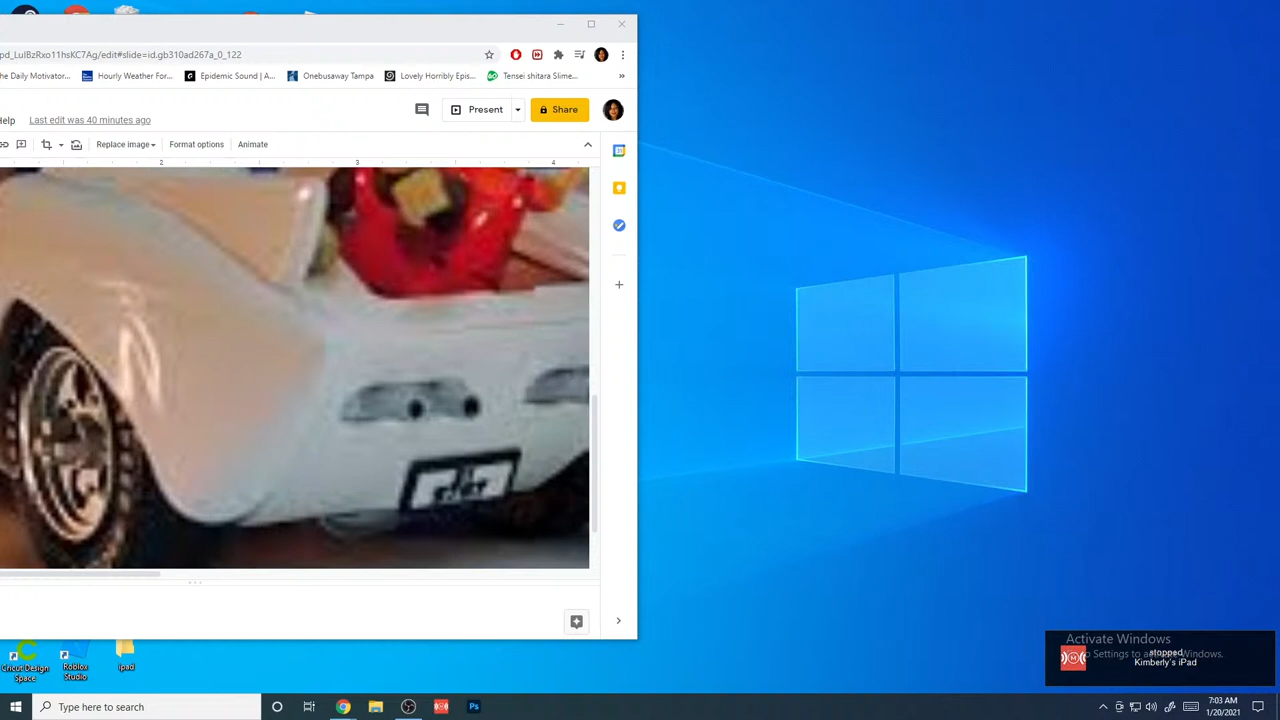 pd_LulBzRxo11hsKC7Ag/edit#slide=id.gb310ad267a_0_122
he Daily Motivator... Hourly Weather For... Epidemic Sound | A... Onebusaway Tampa Lovely Horribly Epis... Tensei shitara Slime... »
Present Share
Help Last edit was 40 minutes ago
Replace image Format options Animate
2 3 4
Cricut Design Space
Roblox Studio
ipad
Activate Windows
stopped
Kimberly's iPad
Type here to search
Ps
7:03 AM
1/20/2021